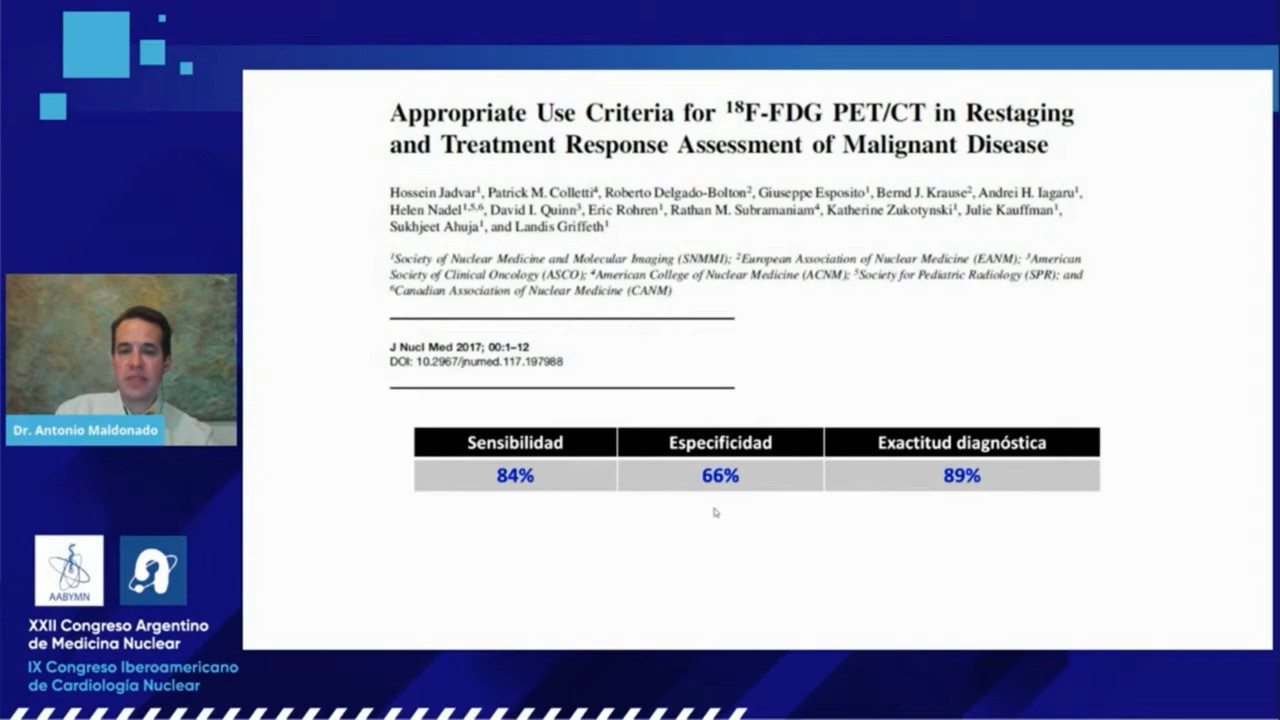 Appropriate Use Criteria for ¹⁸F-FDG PET/CT in Restaging
and Treatment Response Assessment of Malignant Disease
Hossein Jadvar¹, Patrick M. Colletti⁴, Roberto Delgado-Bolton², Giuseppe Esposito¹, Bernd J. Krause², Andrei H. Iagaru¹,
Helen Nadel¹,⁵,⁶, David I. Quinn³, Eric Rohren¹, Rathan M. Subramaniam⁴, Katherine Zukotynski¹, Julie Kauffman¹,
Sukhjeet Ahuja¹, and Landis Griffeth¹
¹Society of Nuclear Medicine and Molecular Imaging (SNMMI); ²European Association of Nuclear Medicine (EANM); ³American
Society of Clinical Oncology (ASCO); ⁴American College of Nuclear Medicine (ACNM); ⁵Society for Pediatric Radiology (SPR); and
⁶Canadian Association of Nuclear Medicine (CANM)
J Nucl Med 2017; 00:1–12
DOI: 10.2967/jnumed.117.197988
Sensibilidad Especificidad Exactitud diagnóstica
84% 66% 89%
Dr. Antonio Maldonado
AABYMN
XXII Congreso Argentino
de Medicina Nuclear
IX Congreso Iberoamericano
de Cardiología Nuclear